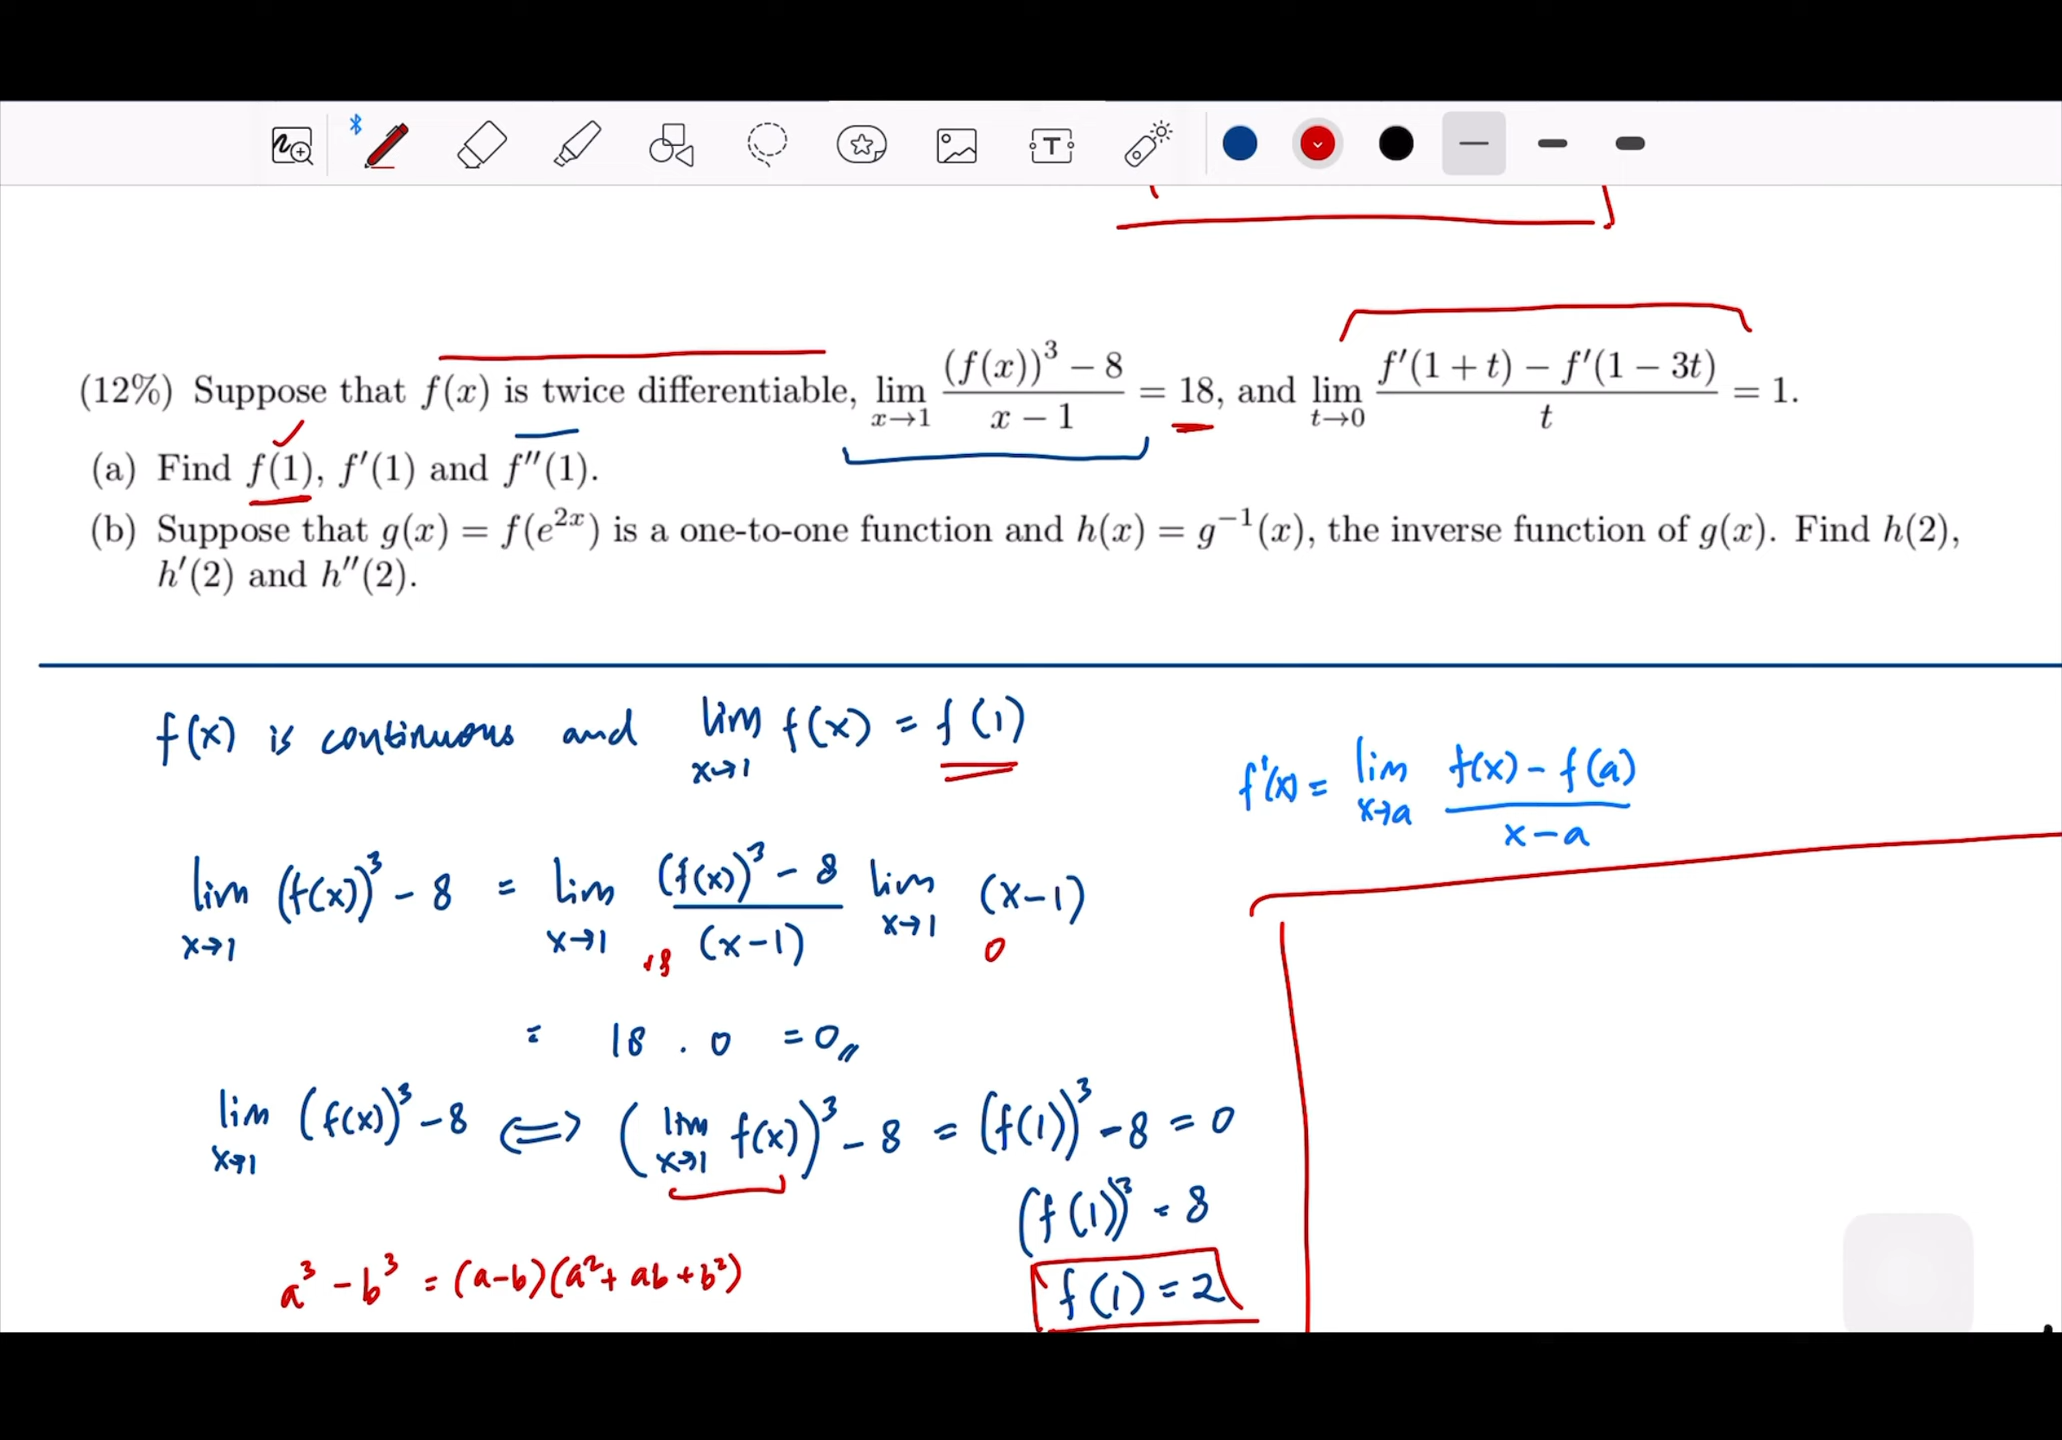 (12%) Suppose that f(x) is twice differentiable, lim_{x→1} ((f(x))³ − 8)/(x − 1) = 18, and lim_{t→0} (f′(1 + t) − f′(1 − 3t))/t = 1.
(a) Find f(1), f′(1) and f″(1).
(b) Suppose that g(x) = f(e^{2x}) is a one-to-one function and h(x) = g⁻¹(x), the inverse function of g(x). Find h(2),
h′(2) and h″(2).
f(x) is continuous and lim_{x→1} f(x) = f(1)
f'(x) = lim_{x→a} (f(x) - f(a))/(x - a)
lim_{x→1} (f(x))³ - 8 = lim_{x→1} ((f(x))³ - 8)/(x-1) lim_{x→1} (x-1)
18 0
= 18 . 0 = 0,,
lim_{x→1} (f(x))³ - 8 ⟺ (lim_{x→1} f(x))³ - 8 = (f(1))³ - 8 = 0
(f(1))³ = 8
a³ - b³ = (a-b)(a² + ab + b²)
f(1) = 2